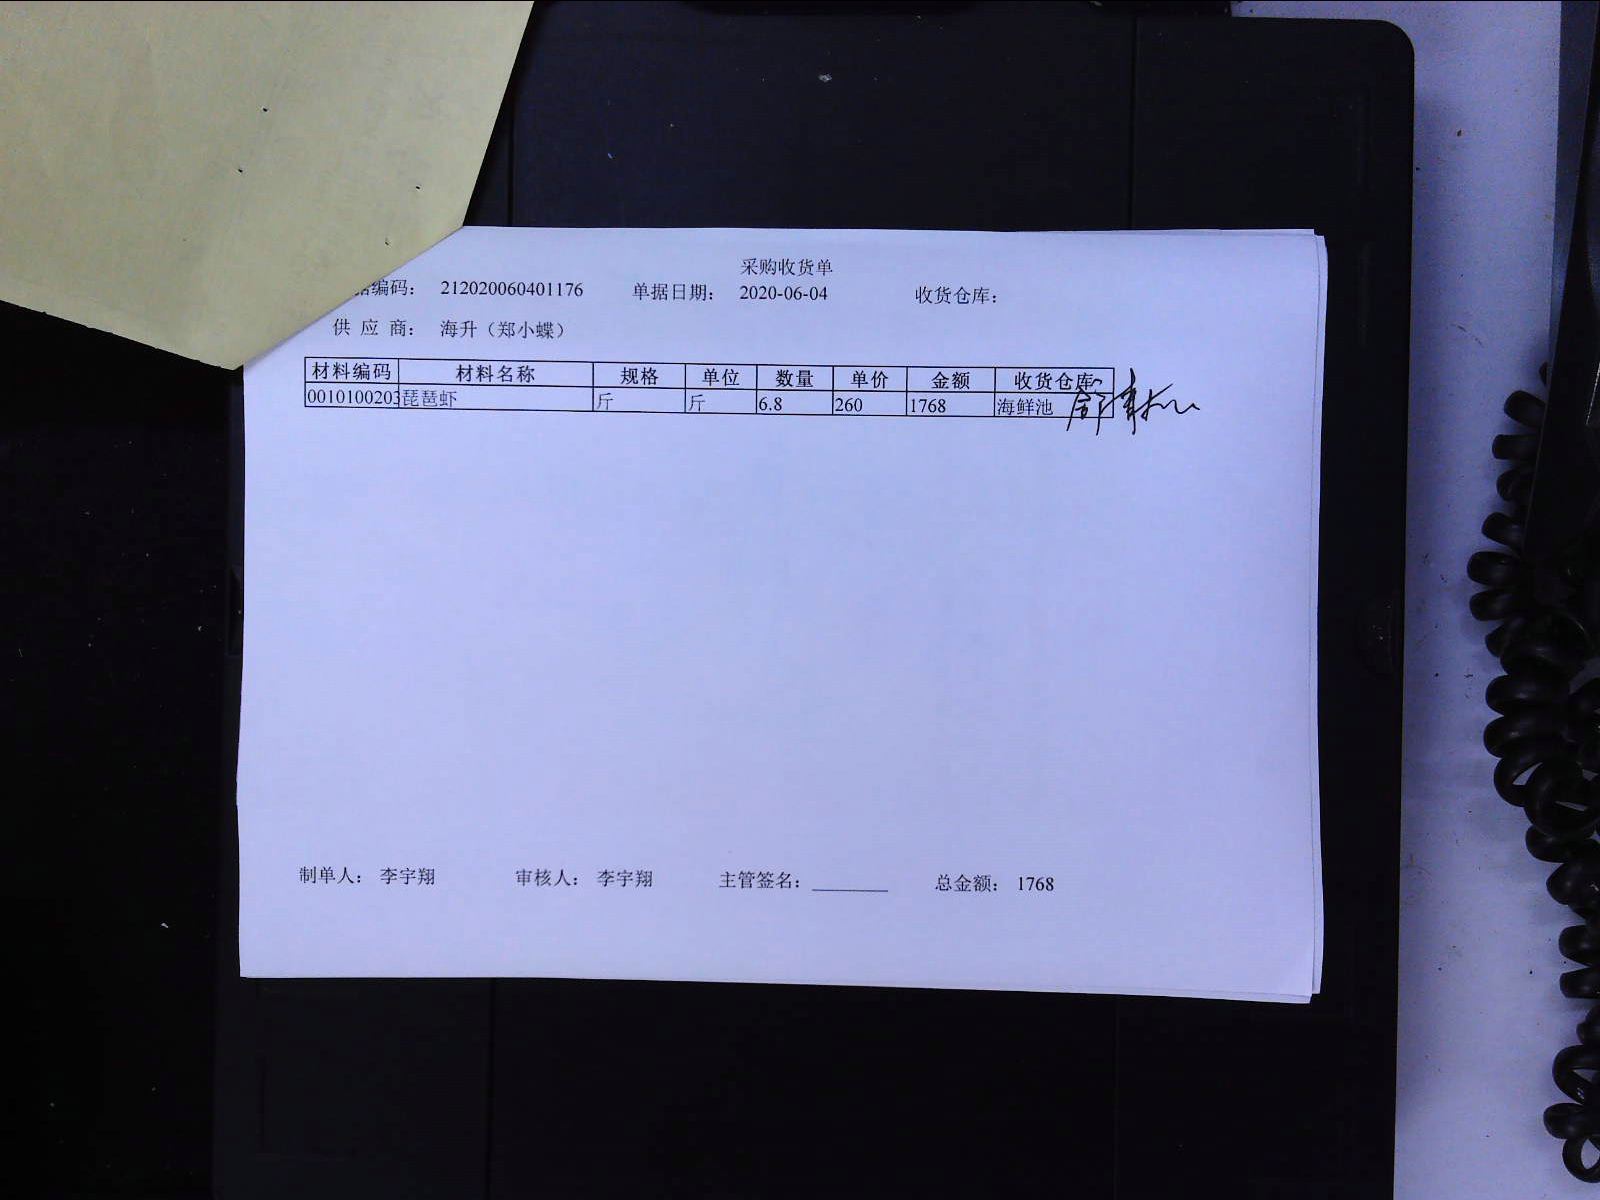 采购收货单
据编码： 212020060401176 单据日期： 2020-06-04 收货仓库：
供 应 商： 海升（郑小蝶）
材料编码 材料名称 规格 单位 数量 单价 金额 收货仓库
0010100203 琵琶虾 斤 斤 6.8 260 1768 海鲜池
制单人： 李宇翔 审核人： 李宇翔 主管签名： 总金额： 1768